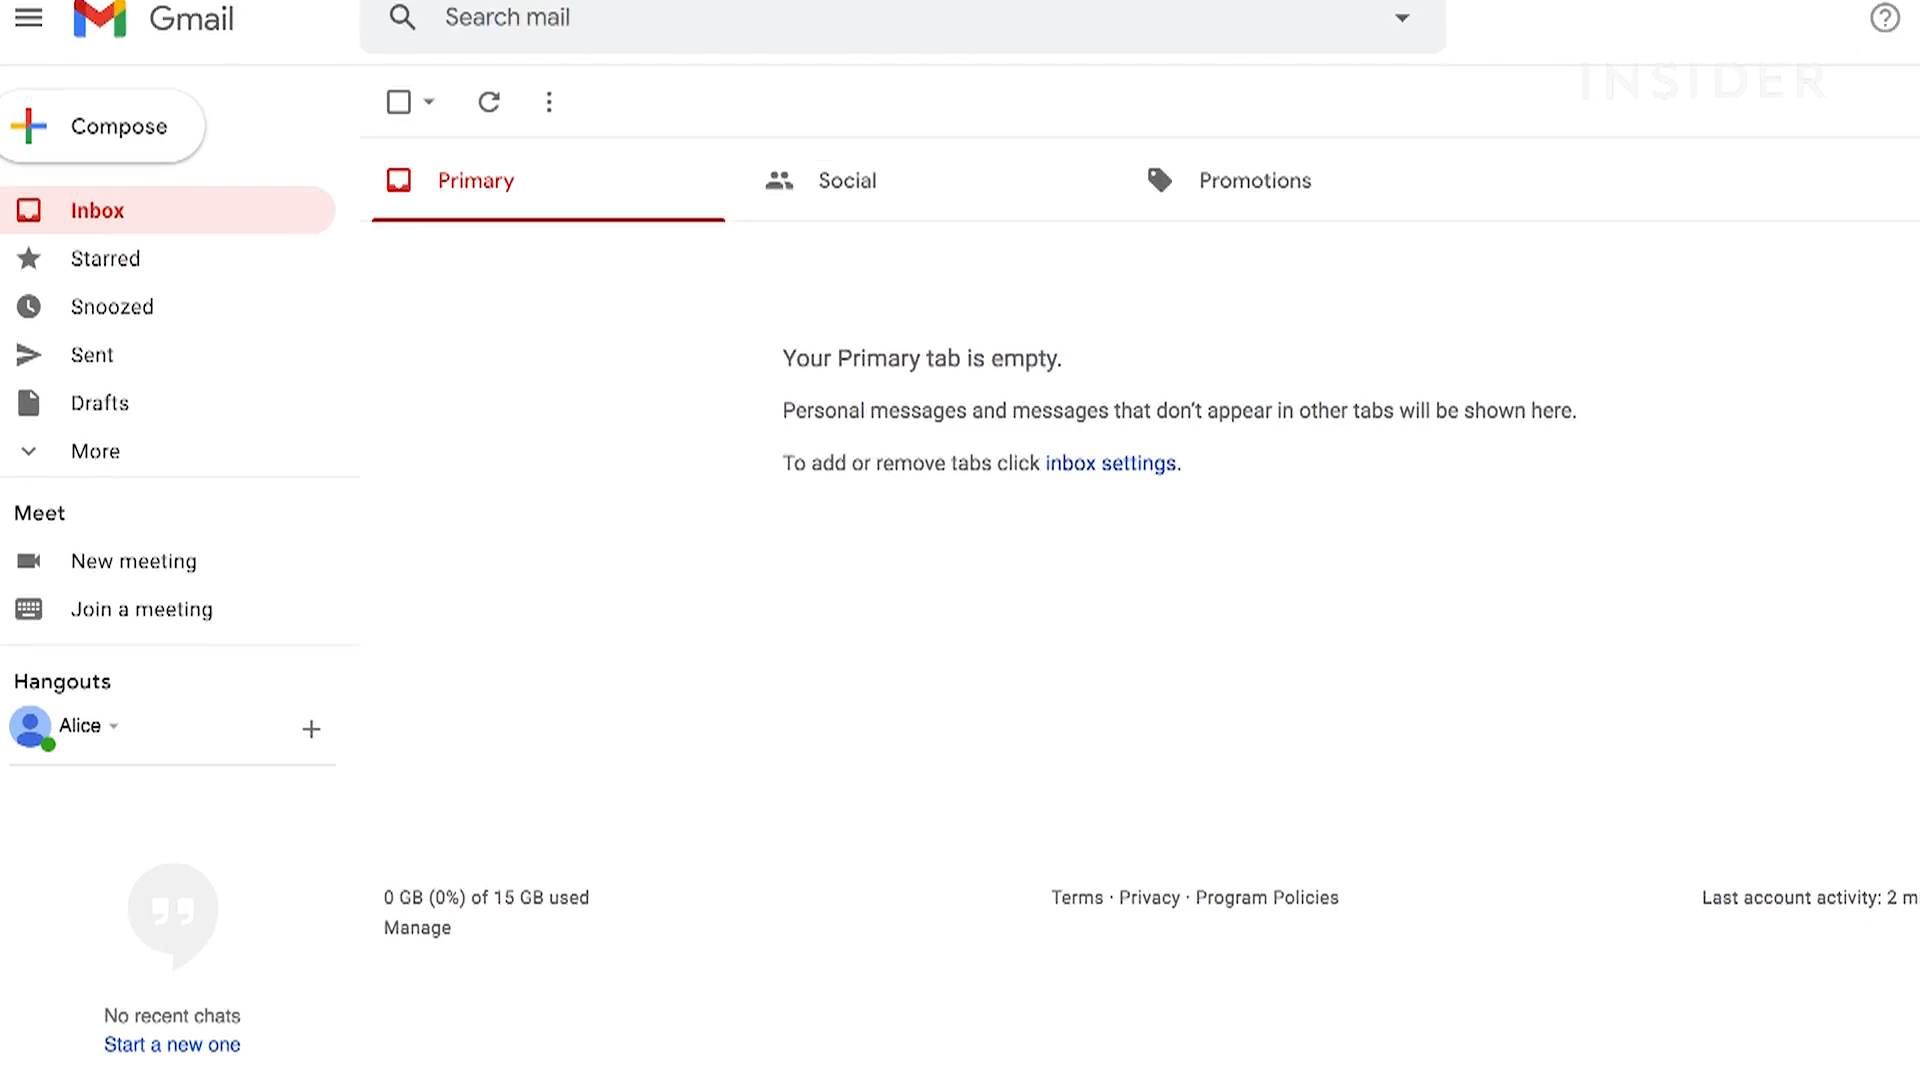 Gmail
Search mail
INSIDER
Compose
Primary
Social
Promotions
Inbox
Starred
Snoozed
Sent
Drafts
More
Your Primary tab is empty.
Personal messages and messages that don’t appear in other tabs will be shown here.
To add or remove tabs click inbox settings.
Meet
New meeting
Join a meeting
Hangouts
Alice
0 GB (0%) of 15 GB used
Manage
Terms · Privacy · Program Policies
Last account activity: 2 m
No recent chats
Start a new one